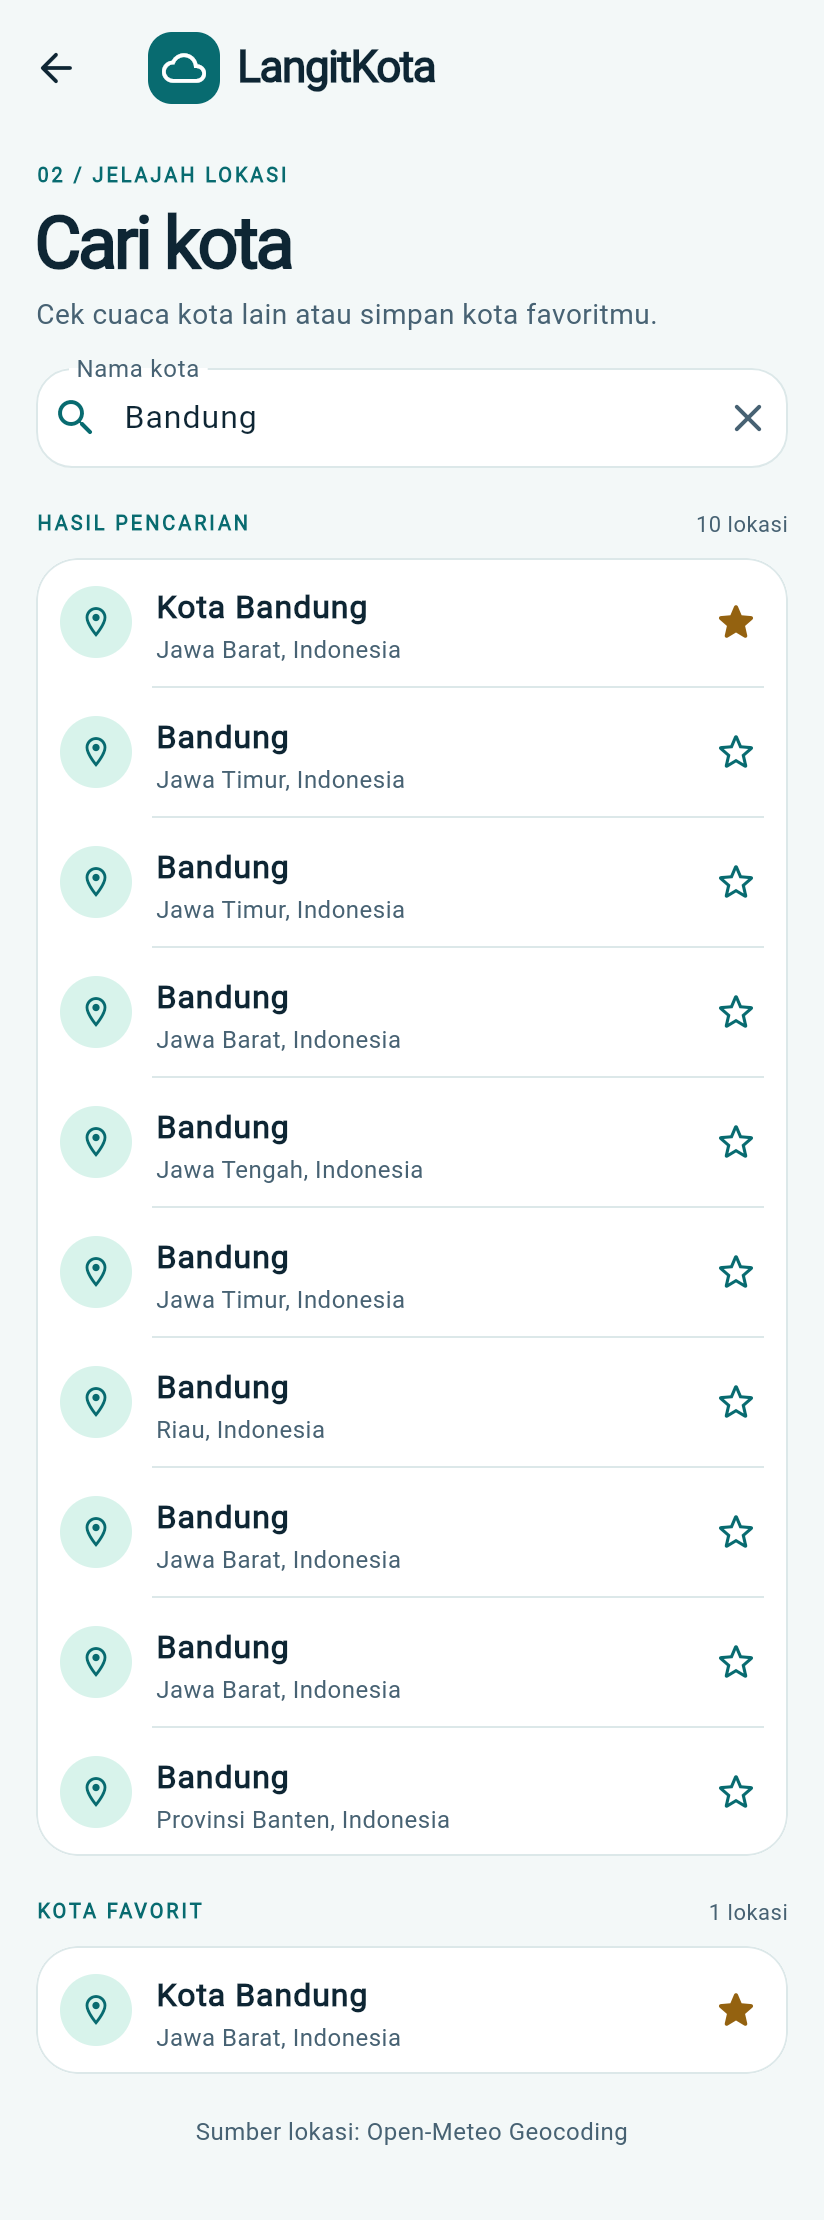 LangitKota
02 / JELAJAH LOKASI
Cari kota
Cek cuaca kota lain atau simpan kota favoritmu.
Nama kota
Bandung
HASIL PENCARIAN
10 lokasi
Kota Bandung
Jawa Barat, Indonesia
Bandung
Jawa Timur, Indonesia
Bandung
Jawa Timur, Indonesia
Bandung
Jawa Barat, Indonesia
Bandung
Jawa Tengah, Indonesia
Bandung
Jawa Timur, Indonesia
Bandung
Riau, Indonesia
Bandung
Jawa Barat, Indonesia
Bandung
Jawa Barat, Indonesia
Bandung
Provinsi Banten, Indonesia
KOTA FAVORIT
1 lokasi
Kota Bandung
Jawa Barat, Indonesia
Sumber lokasi: Open-Meteo Geocoding